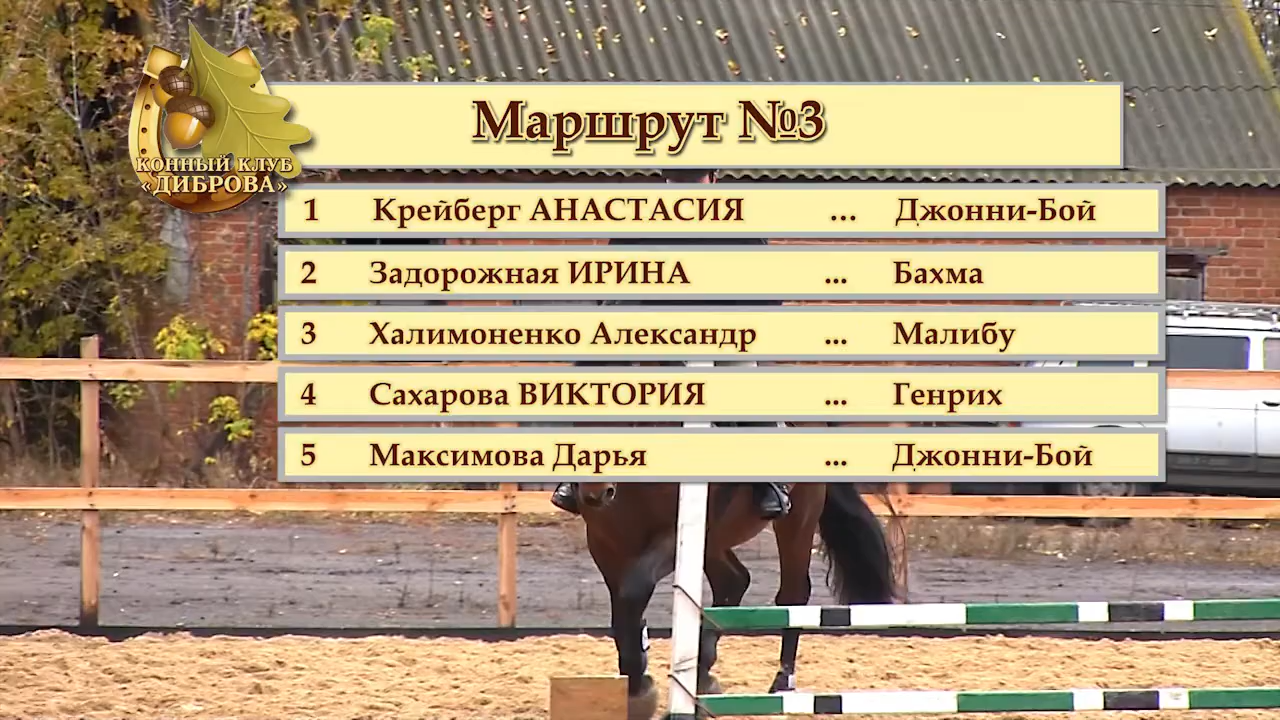 Маршрут №3
КОННЫЙ КЛУБ
«ДИБРОВА»
1 Крейберг АНАСТАСИЯ ... Джонни-Бой
2 Задорожная ИРИНА ... Бахма
3 Халимоненко Александр ... Малибу
4 Сахарова ВИКТОРИЯ ... Генрих
5 Максимова Дарья ... Джонни-Бой